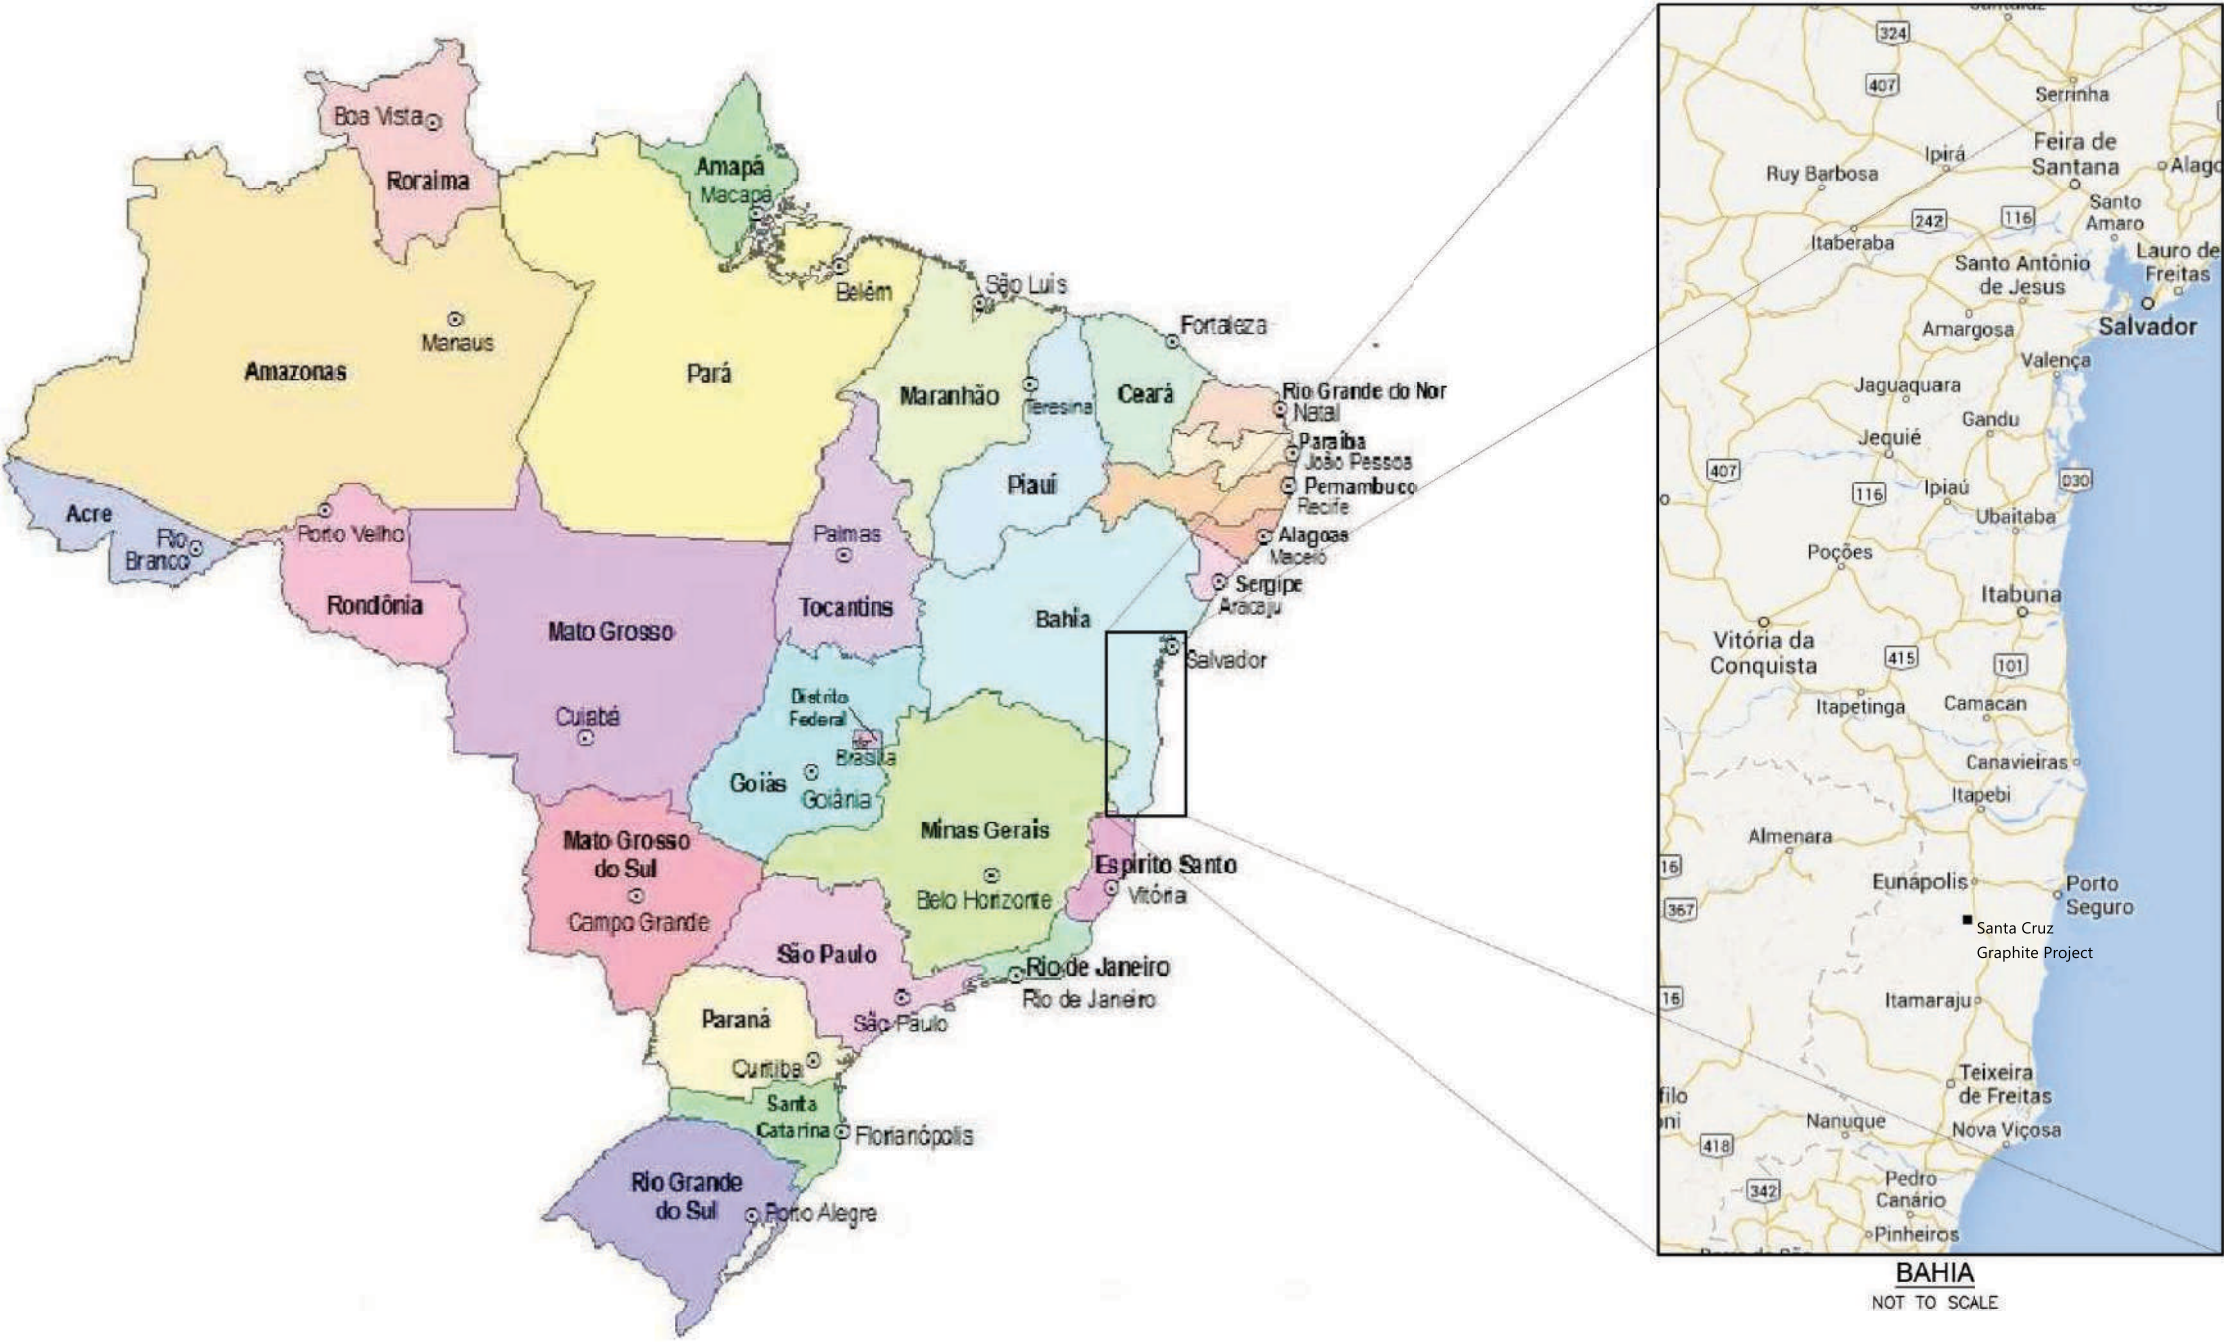 Boa Vista
Roraima
Amapá
Macapá
Belém
São Luís
Manaus
Amazonas
Pará
Maranhão
Teresina
Ceará
Fortaleza
Rio Grande do Nor
Natal
Paraíba
João Pessoa
Piauí
Pernambuco
Recife
Acre
Rio
Branco
Porto Velho
Palmas
Alagoas
Maceió
Sergipe
Aracaju
Rondônia
Mato Grosso
Tocantins
Bahia
Salvador
Cuiabá
Distrito
Federal
Brasília
Goiás
Goiânia
Minas Gerais
Belo Horizonte
Mato Grosso
do Sul
Campo Grande
Espírito Santo
Vitória
São Paulo
São Paulo
Rio de Janeiro
Rio de Janeiro
Paraná
Curitiba
Santa
Catarina
Florianópolis
Rio Grande
do Sul
Porto Alegre
324
407
Serrinha
Feira de
Santana
Ipirá
Ruy Barbosa
Alago
Santo
Amaro
242
116
Itaberaba
Lauro de
Freitas
Santo Antônio
de Jesus
Amargosa
Salvador
Valença
Jaguaquara
Gandu
Jequié
407
030
116
Ipiaú
Ubaitaba
Poções
Itabuna
Vitória da
Conquista
415
101
Itapetinga
Camacan
Canavieiras
Itapebi
Almenara
16
Eunápolis
Porto
Seguro
367
Santa Cruz
Graphite Project
16
Itamaraju
Teixeira
de Freitas
filo
oni
Nanuque
Nova Viçosa
418
342
Pedro
Canário
Pinheiros
BAHIA
NOT TO SCALE